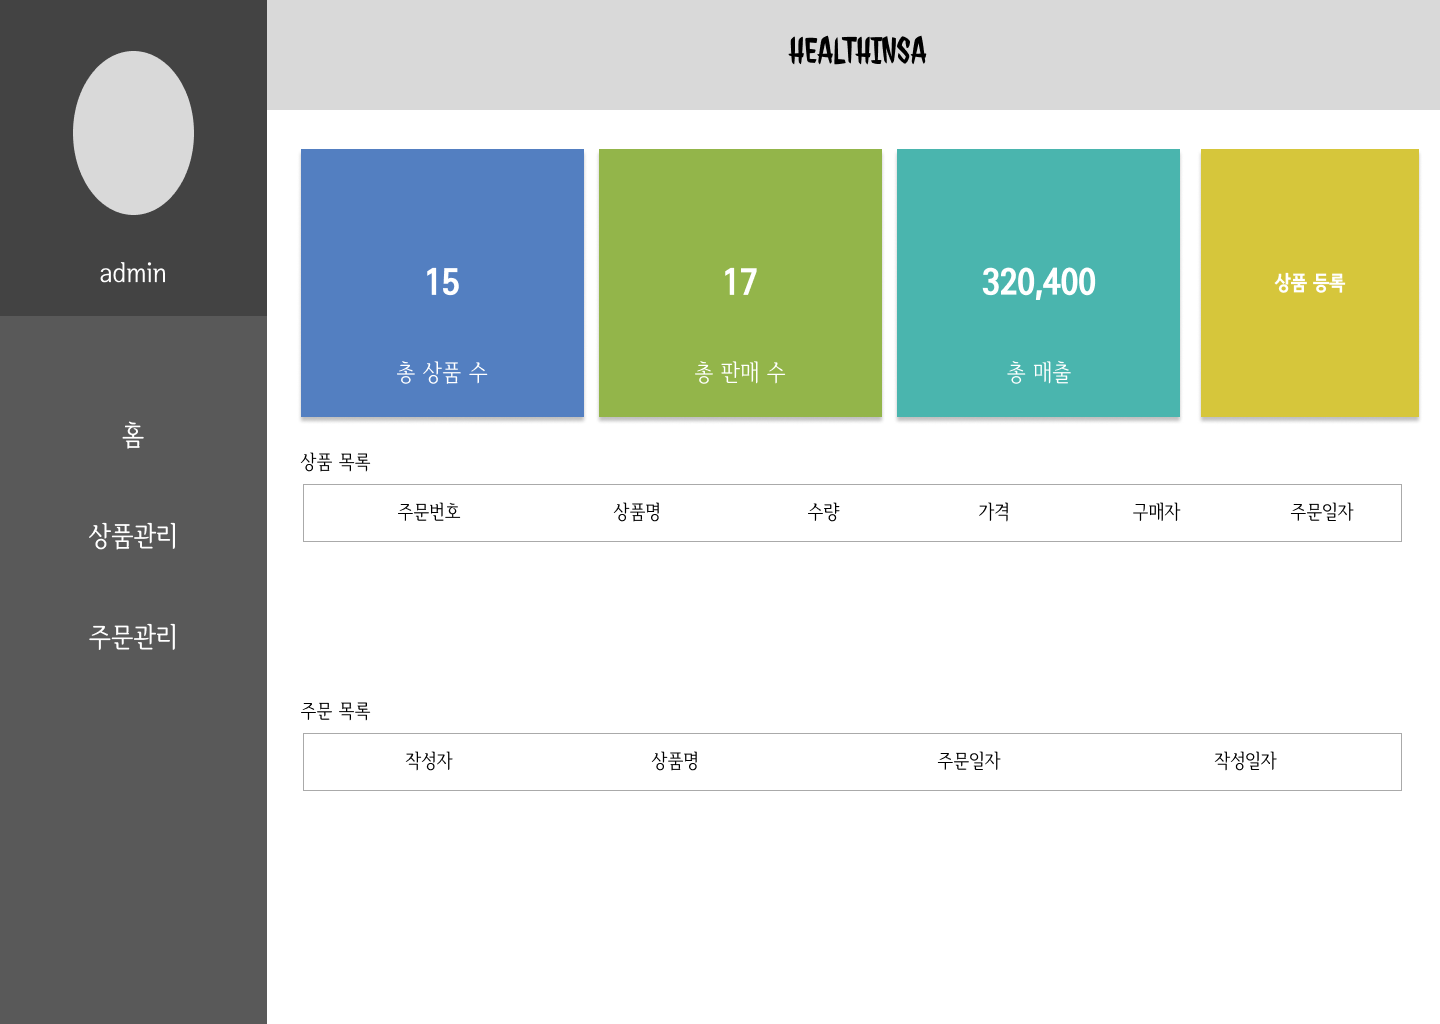 HEALTHINSA
admin
홈
상품관리
주문관리
15
총 상품 수
17
총 판매 수
320,400
총 매출
상품 등록
상품 목록
주문번호 상품명 수량 가격 구매자 주문일자
주문 목록
작성자 상품명 주문일자 작성일자